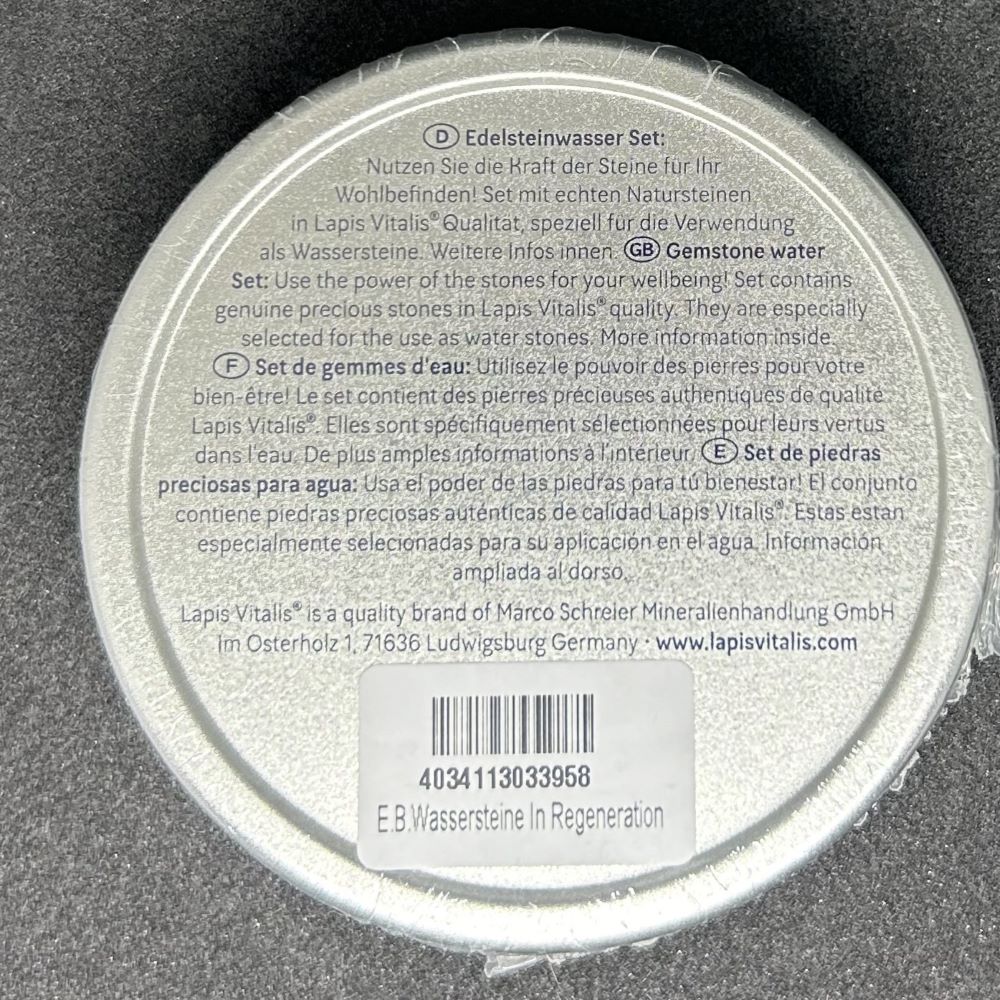 D Edelsteinwasser Set:
Nutzen Sie die Kraft der Steine für Ihr
Wohlbefinden! Set mit echten Natursteinen
in Lapis Vitalis® Qualität, speziell für die Verwendung
als Wassersteine. Weitere Infos innen. GB Gemstone water
Set: Use the power of the stones for your wellbeing! Set contains
genuine precious stones in Lapis Vitalis® quality. They are especially
selected for the use as water stones. More information inside.
F Set de gemmes d'eau: Utilisez le pouvoir des pierres pour votre
bien-être! Le set contient des pierres précieuses authentiques de qualité
Lapis Vitalis®. Elles sont spécifiquement sélectionnées pour leurs vertus
dans l'eau. De plus amples informations à l'intérieur. E Set de piedras
preciosas para agua: Usa el poder de las piedras para tú bienestar! El conjunto
contiene piedras preciosas auténticas de calidad Lapis Vitalis®. Estas estan
especialmente selecionadas para su aplicación en el agua. Información
ampliada al dorso.
Lapis Vitalis® is a quality brand of Marco Schreier Mineralienhandlung GmbH
Im Osterholz 1, 71636 Ludwigsburg Germany · www.lapisvitalis.com
4034113033958
E.B.Wassersteine In Regeneration